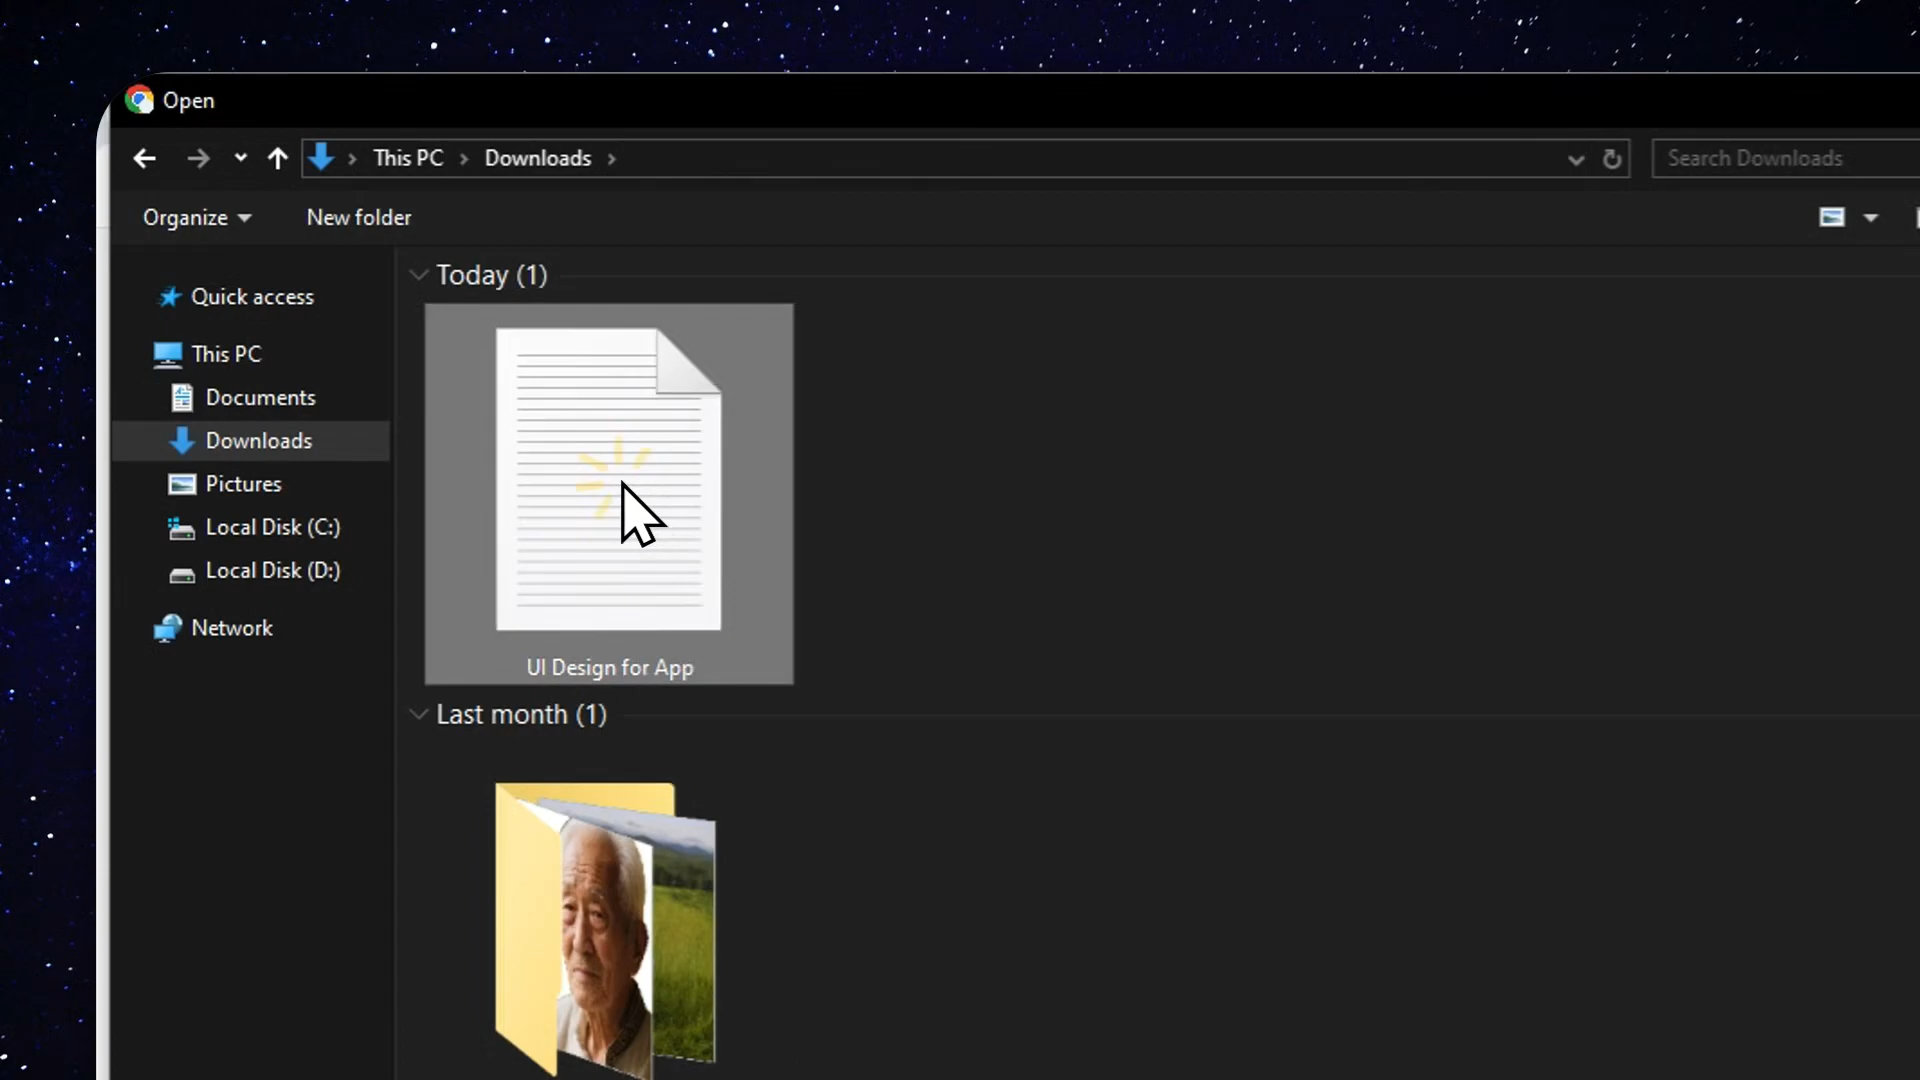 Open
This PC
Downloads
Search Downloads
Organize
New folder
Quick access
This PC
Documents
Downloads
Pictures
Local Disk (C:)
Local Disk (D:)
Network
Today (1)
UI Design for App
Last month (1)